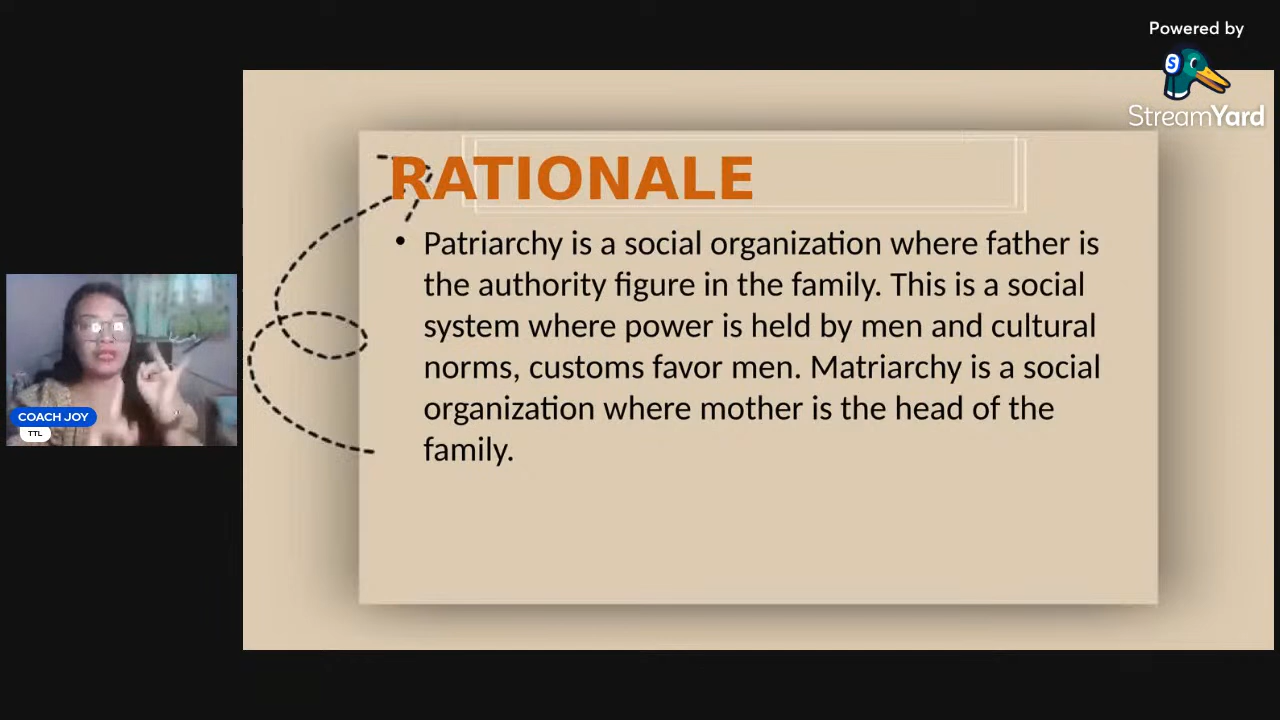 Powered by
StreamYard
RATIONALE
• Patriarchy is a social organization where father is
the authority figure in the family. This is a social
system where power is held by men and cultural
norms, customs favor men. Matriarchy is a social
organization where mother is the head of the
family.
COACH JOY
TTL